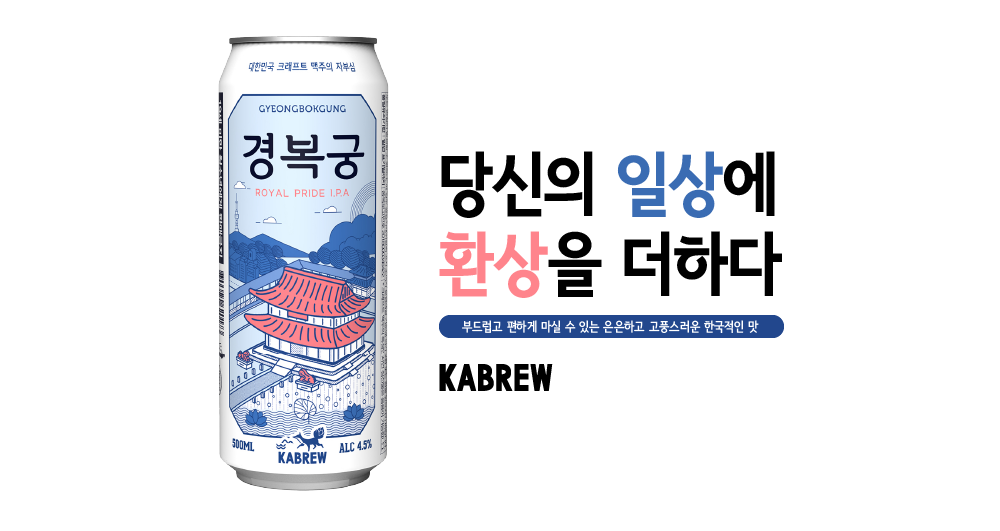 대한민국 크래프트 맥주의 자부심
GYEONGBOKGUNG
경복궁
ROYAL PRIDE I.P.A
500ML
KABREW
ALC 4.5%
당신의 일상에
환상을 더하다
부드럽고 편하게 마실 수 있는 은은하고 고풍스러운 한국적인 맛
KABREW